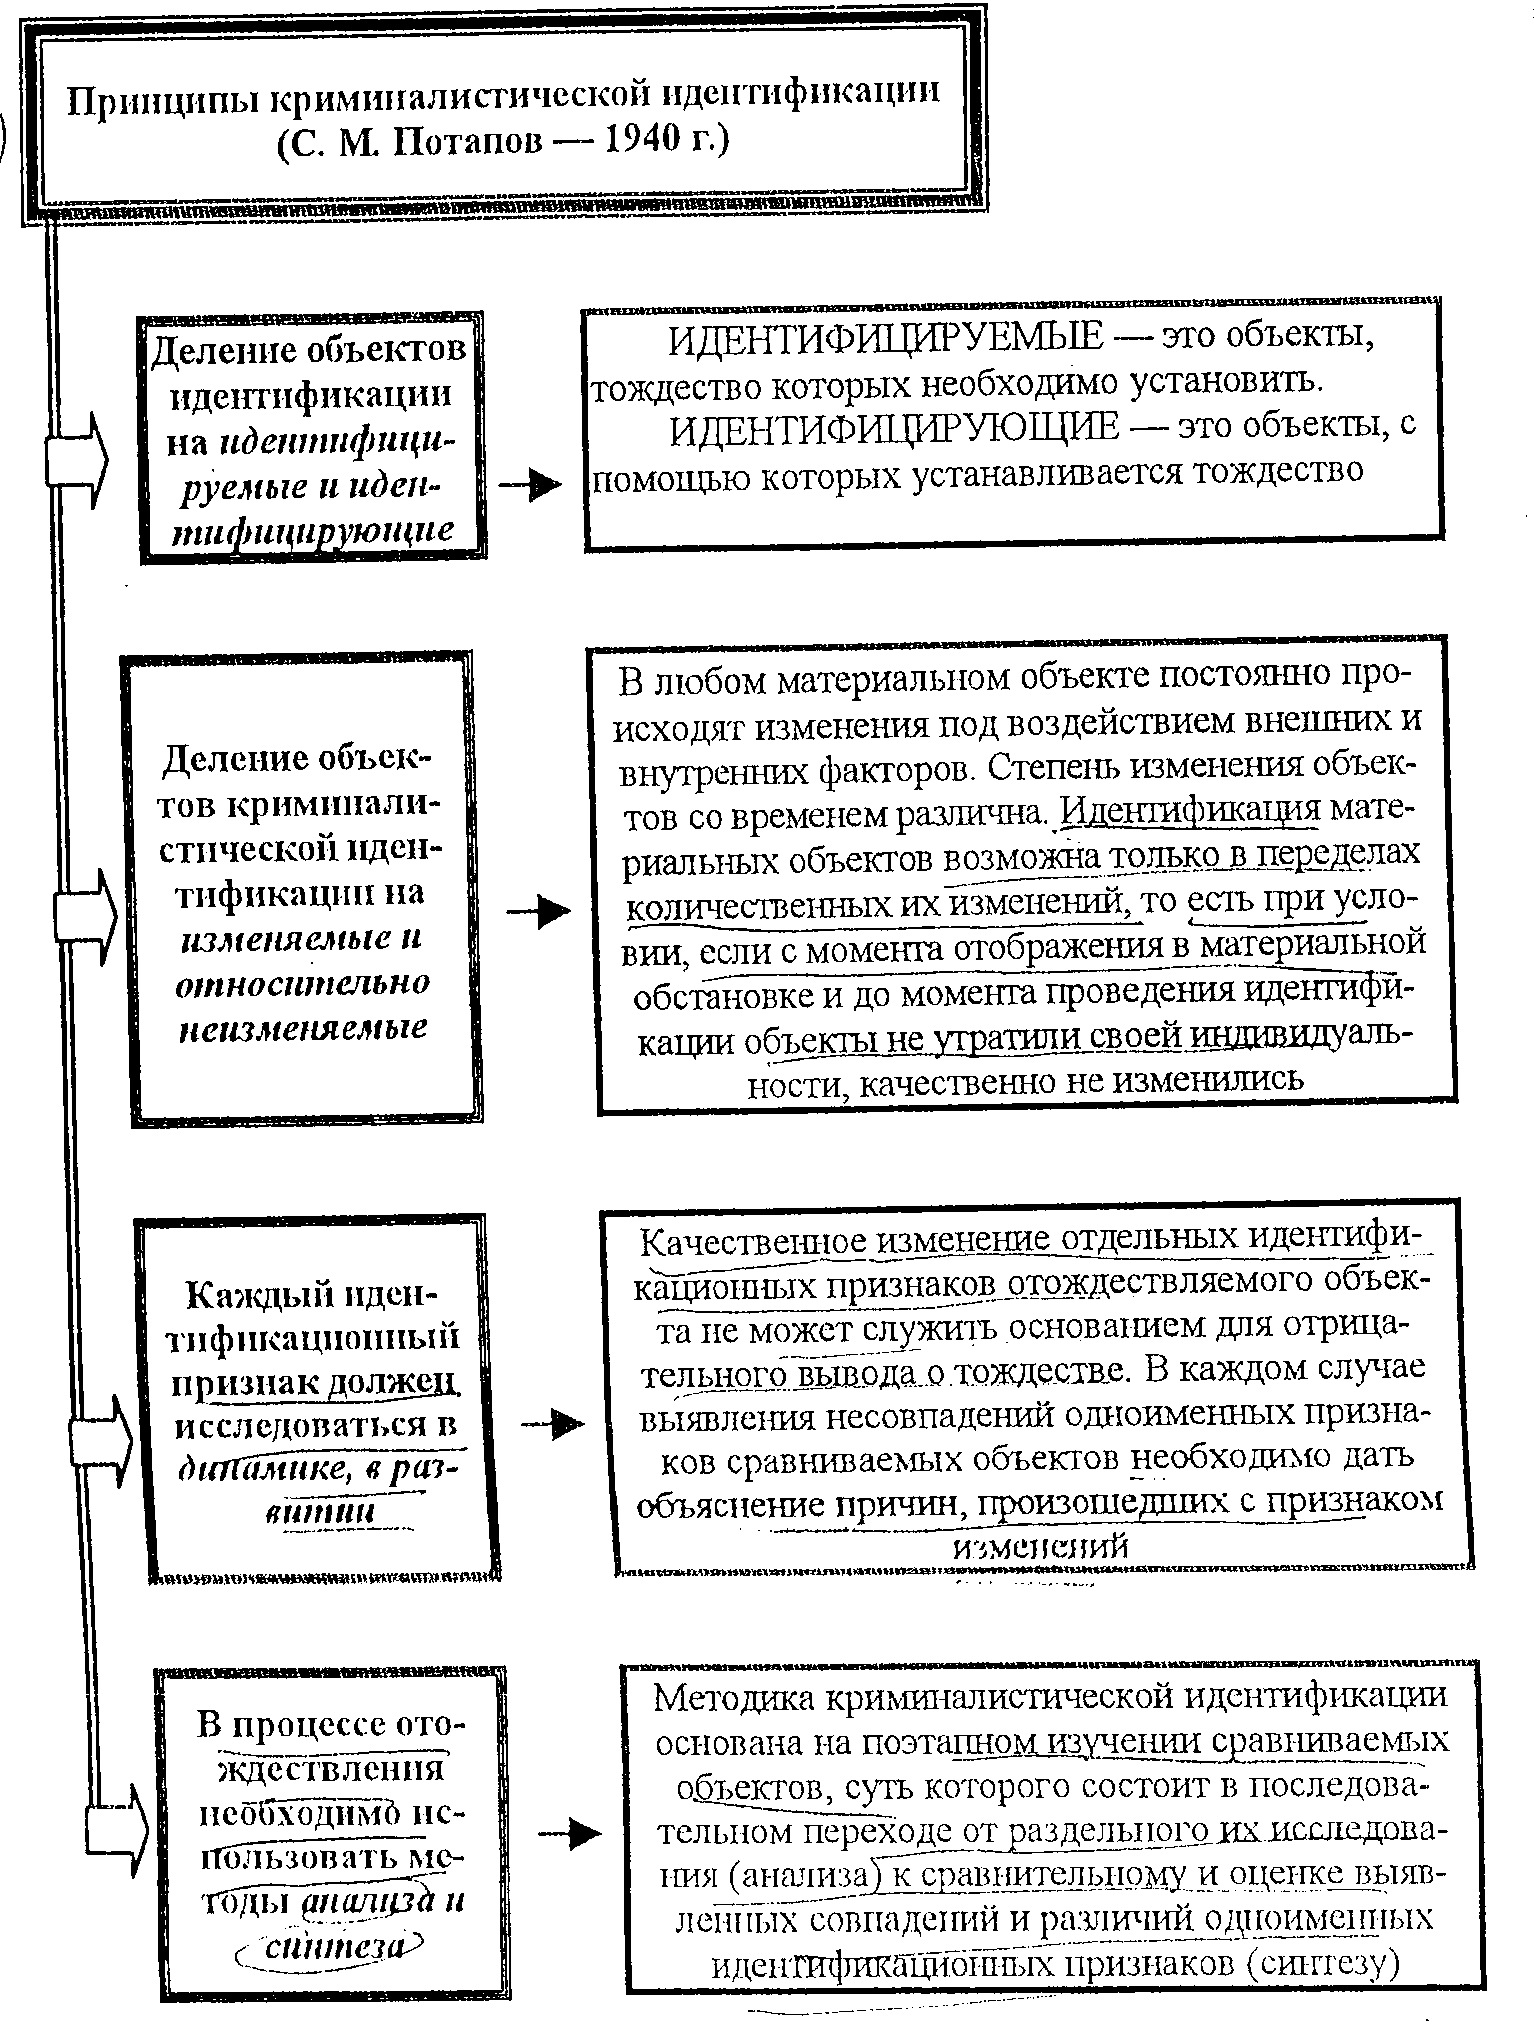 Принципы криминалистической идентификации
(С. М. Потапов — 1940 г.)
Деление объектов
идентификации
на идентифици-
руемые и иден-
тифицирующие
ИДЕНТИФИЦИРУЕМЫЕ — это объекты,
тождество которых необходимо установить.
ИДЕНТИФИЦИРУЮЩИЕ — это объекты, с
помощью которых устанавливается тождество
Деление объек-
тов криминали-
стической иден-
тификации на
изменяемые и
относительно
неизменяемые
В любом материальном объекте постоянно про-
исходят изменения под воздействием внешних и
внутренних факторов. Степень изменения объек-
тов со временем различна. Идентификация мате-
риальных объектов возможна только в переделах
количественных их изменений, то есть при усло-
вии, если с момента отображения в материальной
обстановке и до момента проведения идентифи-
кации объекты не утратили своей индивидуаль-
ности, качественно не изменились
Каждый иден-
тификационный
признак должен
исследоваться в
динамике, в раз-
витии
Качественное изменение отдельных идентифи-
кационных признаков отождествляемого объек-
та не может служить основанием для отрица-
тельного вывода о тождестве. В каждом случае
выявления несовпадений одноименных призна-
ков сравниваемых объектов необходимо дать
объяснение причин, произошедших с признаком
изменений
В процессе ото-
ждествления
необходимо ис-
пользовать ме-
тоды анализа и
синтеза
Методика криминалистической идентификации
основана на поэтапном изучении сравниваемых
объектов, суть которого состоит в последова-
тельном переходе от раздельного их исследова-
ния (анализа) к сравнительному и оценке выяв-
ленных совпадений и различий одноименных
идентификационных признаков (синтезу)